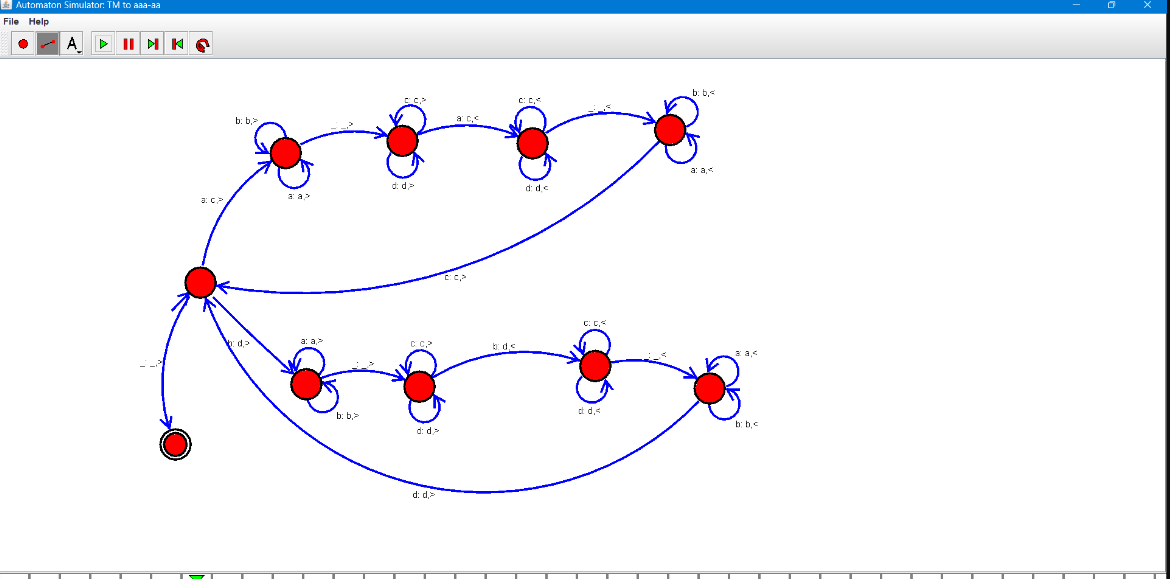 Automaton Simulator: TM to aaa-aa
File Help
A
c: c,>
c: c,<
b: b,<
b: b,>
_: _,>
a: c,<
_: _,<
d: d,>
d: d,<
a: a,<
a: a,>
a: c,>
c: c,>
c: c,<
b: d,>
a: a,>
c: c,>
b: d,<
_: _,<
a: a,<
_: _,>
_: _,>
b: b,>
d: d,<
b: b,<
d: d,>
d: d,>